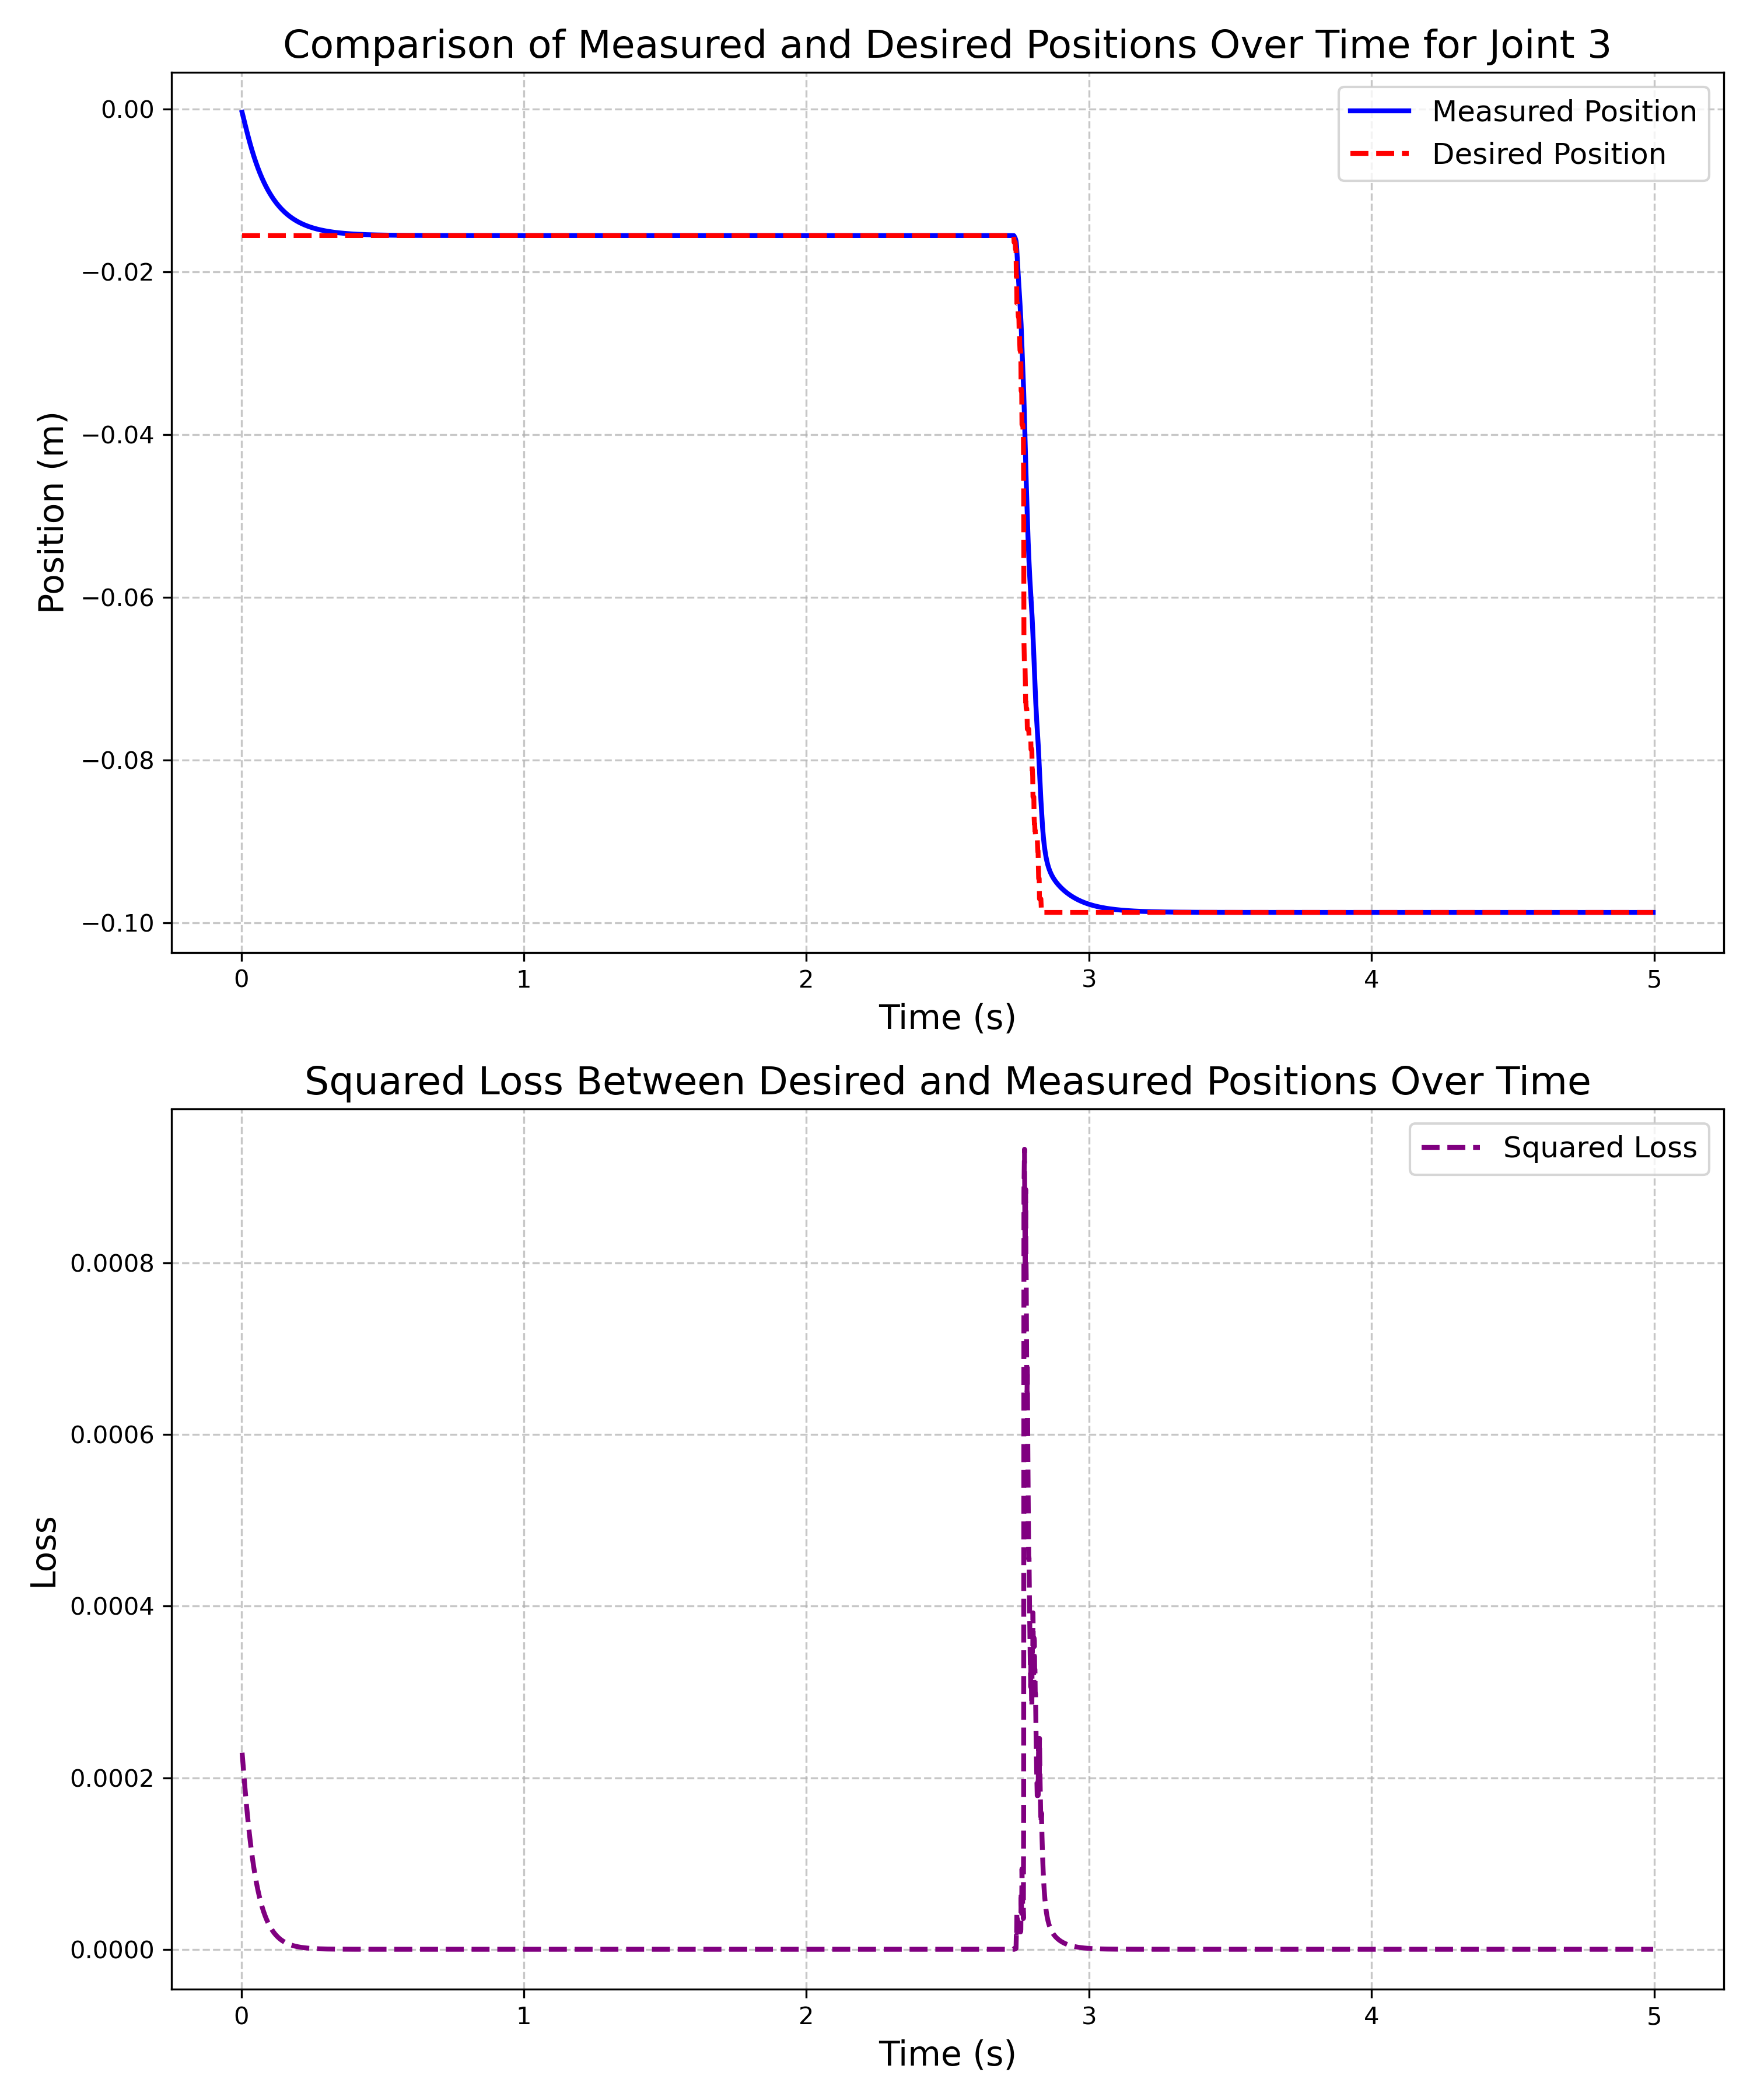 Comparison of Measured and Desired Positions Over Time for Joint 3
Measured Position
Desired Position
Position (m)
0.00
−0.02
−0.04
−0.06
−0.08
−0.10
0 1 2 3 4 5
Time (s)
Squared Loss Between Desired and Measured Positions Over Time
Squared Loss
Loss
0.0008
0.0006
0.0004
0.0002
0.0000
0 1 2 3 4 5
Time (s)